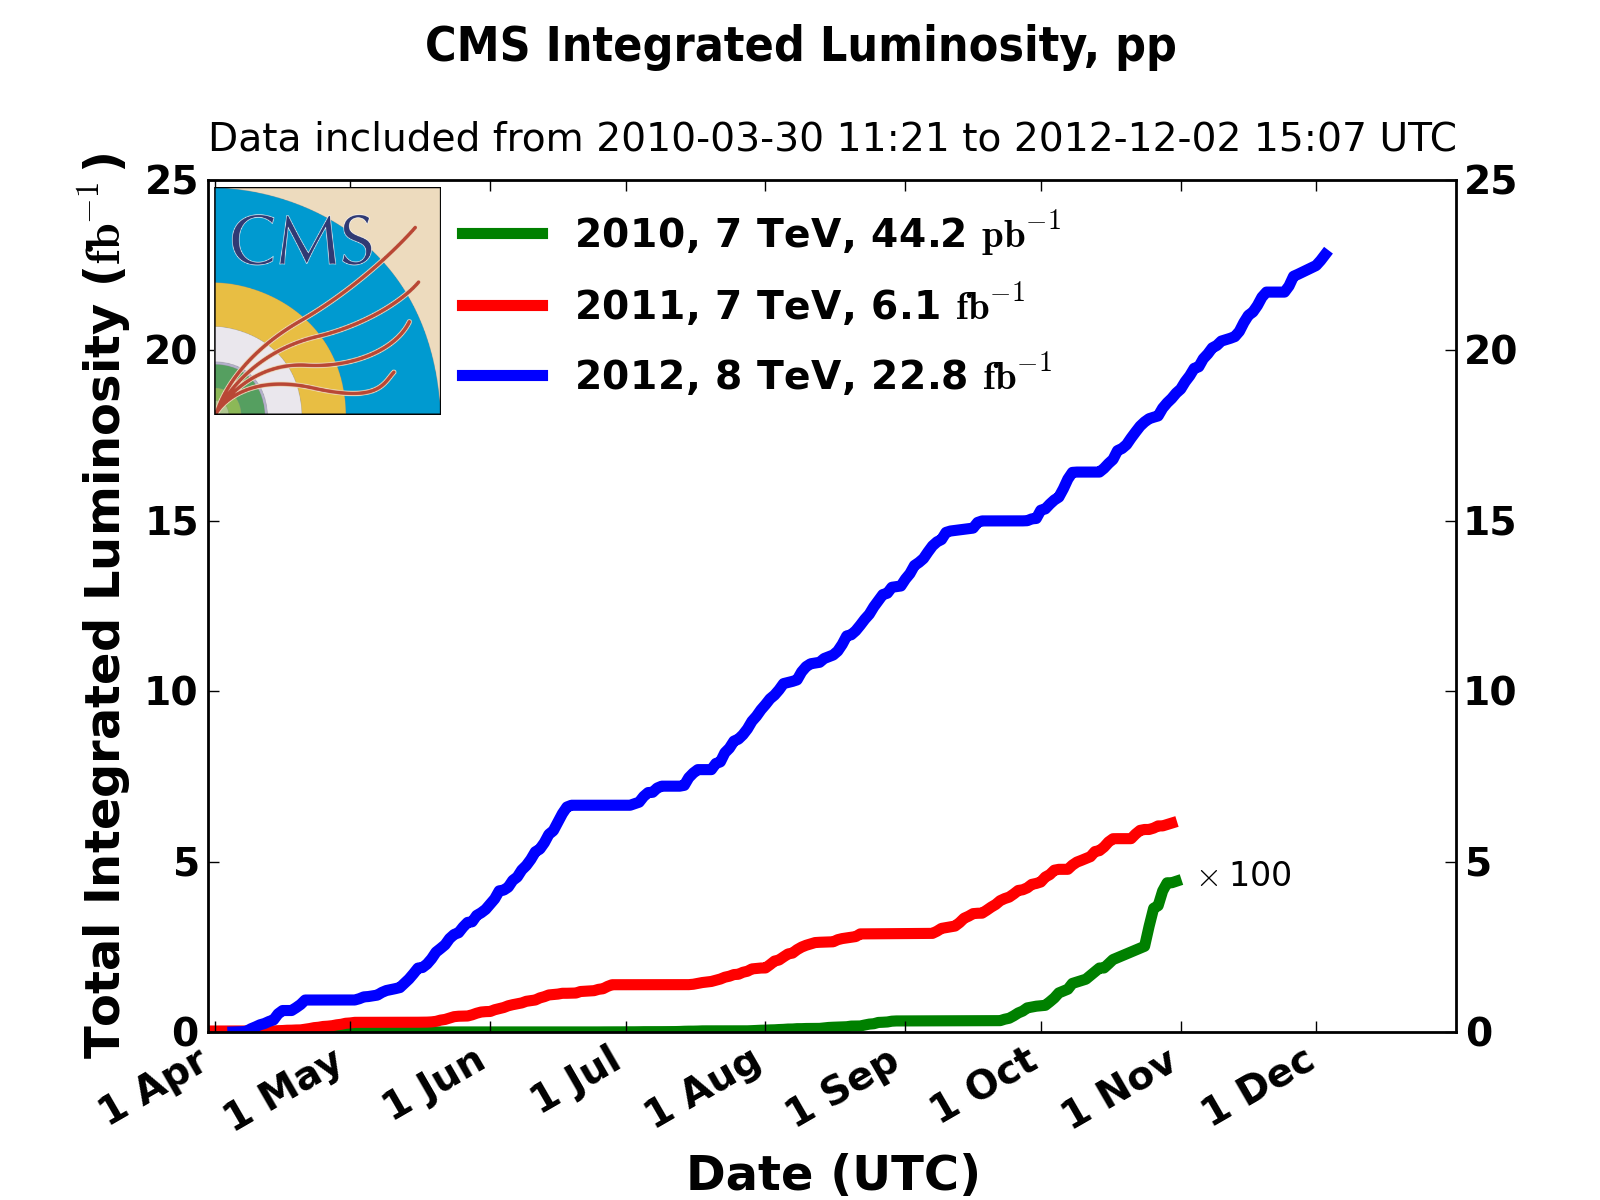 CMS Integrated Luminosity, pp
Data included from 2010-03-30 11:21 to 2012-12-02 15:07 UTC
Total Integrated Luminosity (fb⁻¹)
25
20
15
10
5
0
CMS
2010, 7 TeV, 44.2 pb⁻¹
2011, 7 TeV, 6.1 fb⁻¹
2012, 8 TeV, 22.8 fb⁻¹
× 100
25
20
15
10
5
0
1 Apr
1 May
1 Jun
1 Jul
1 Aug
1 Sep
1 Oct
1 Nov
1 Dec
Date (UTC)